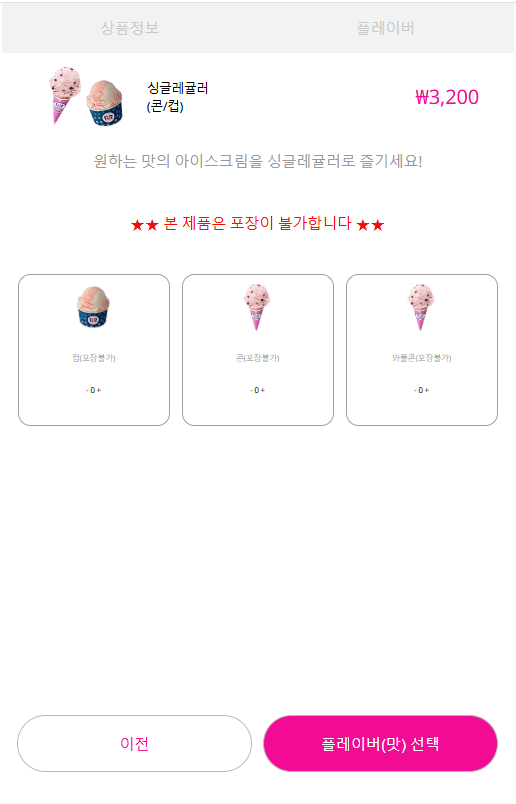 상품정보
플레이버
싱글레귤러
(콘/컵)
₩3,200
원하는 맛의 아이스크림을 싱글레귤러로 즐기세요!
★★ 본 제품은 포장이 불가합니다 ★★
컵(포장불가)
콘(포장불가)
와플콘(포장불가)
- 0 +
- 0 +
- 0 +
이전
플레이버(맛) 선택